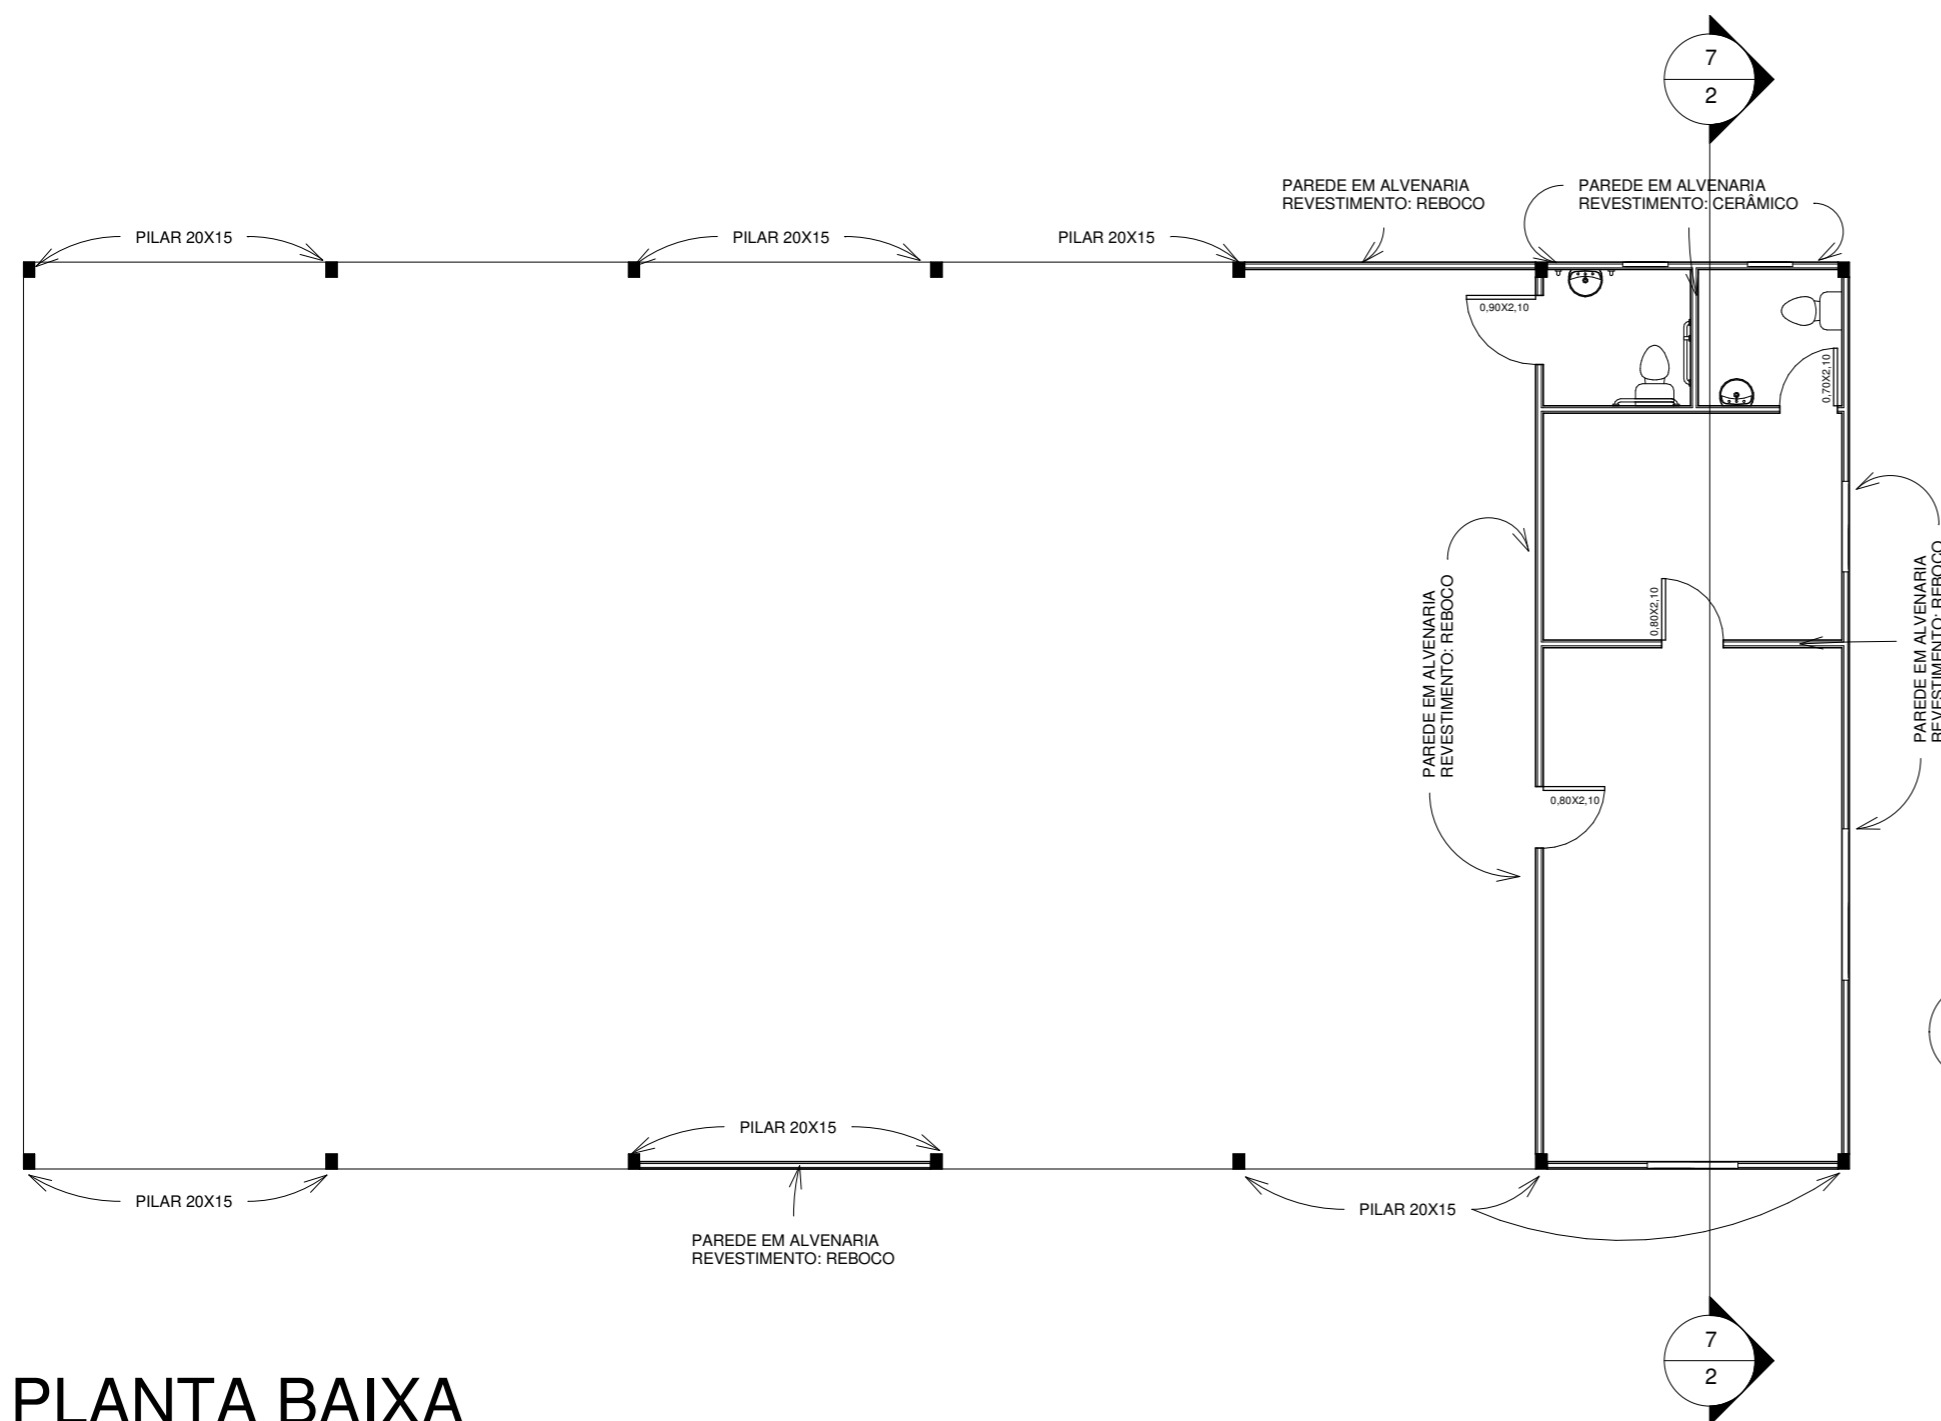 7
2
PAREDE EM ALVENARIA
REVESTIMENTO: REBOCO
PAREDE EM ALVENARIA
REVESTIMENTO: CERÂMICO
PILAR 20X15
PILAR 20X15
PILAR 20X15
0,90X2,10
0,70X2,10
0,80X2,10
PAREDE EM ALVENARIA
REVESTIMENTO: REBOCO
PAREDE EM ALVENARIA
REVESTIMENTO: REBOCO
0,80X2,10
PILAR 20X15
PILAR 20X15
PILAR 20X15
PAREDE EM ALVENARIA
REVESTIMENTO: REBOCO
7
2
PLANTA BAIXA